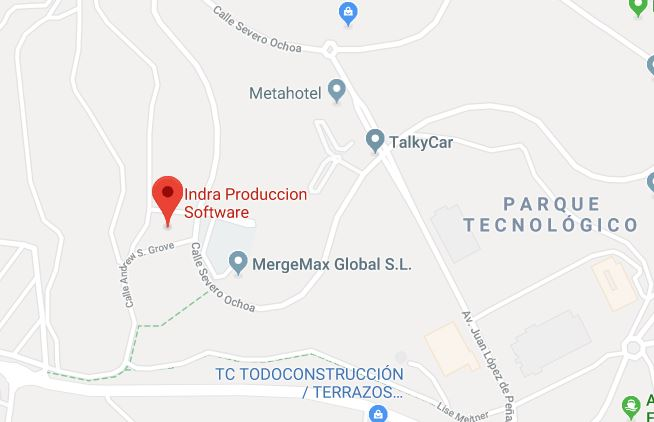 Calle Severo Ochoa
Metahotel
TalkyCar
Indra Produccion
Software
PARQUE
TECNOLÓGICO
Calle Andrew S. Grove
Calle Severo Ochoa
MergeMax Global S.L.
Av. Juan López de Peña
TC TODOCONSTRUCCIÓN
/ TERRAZOS...
Lise Meitner
A
F